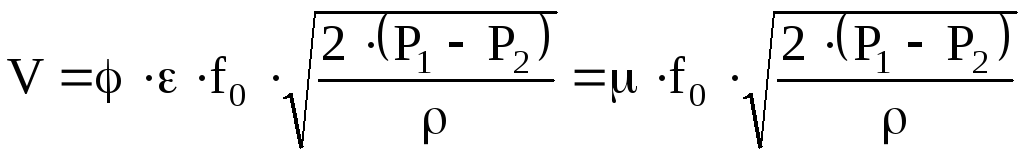 V = ϕ · ε · f₀ · √(2 · (P₁ − P₂) / ρ) = μ · f₀ · √(2 · (P₁ − P₂) / ρ)